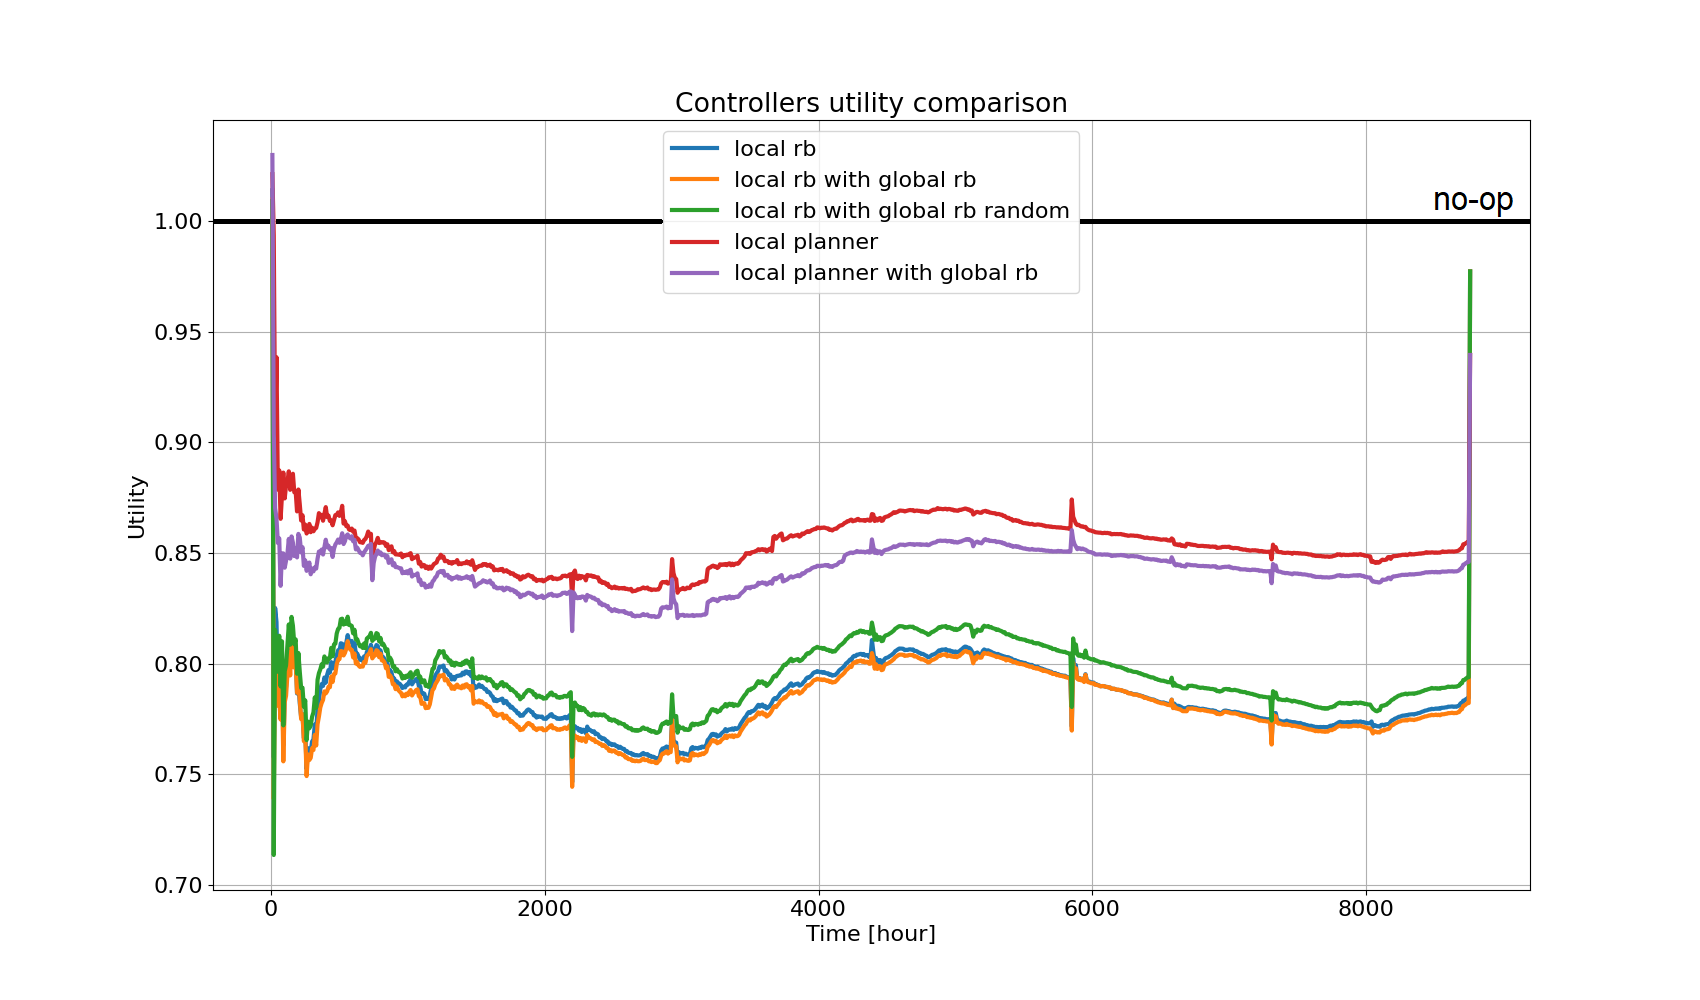 Controllers utility comparison
local rb
local rb with global rb
local rb with global rb random
local planner
local planner with global rb
no-op
1.00
0.95
0.90
0.85
0.80
0.75
0.70
Utility
0 2000 4000 6000 8000
Time [hour]